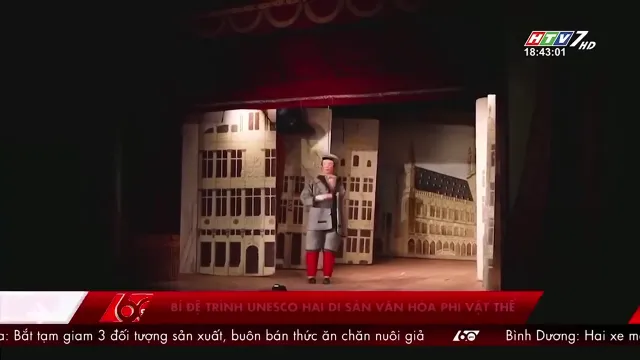 HTV7 HD
18:43:01
BỈ ĐỆ TRÌNH UNESCO HAI DI SẢN VĂN HÓA PHI VẬT THỂ
a: Bắt tạm giam 3 đối tượng sản xuất, buôn bán thức ăn chăn nuôi giả 60 Bình Dương: Hai xe m